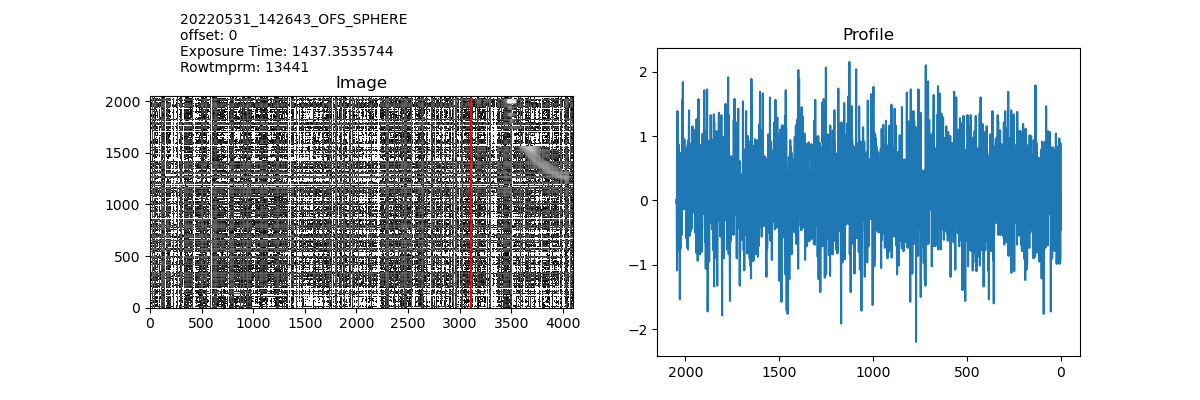 20220531_142643_OFS_SPHERE
offset: 0
Exposure Time: 1437.3535744
Rowtmprm: 13441
Image
2000
1500
1000
500
0
0 500 1000 1500 2000 2500 3000 3500 4000
Profile
2
1
0
−1
−2
2000 1500 1000 500 0